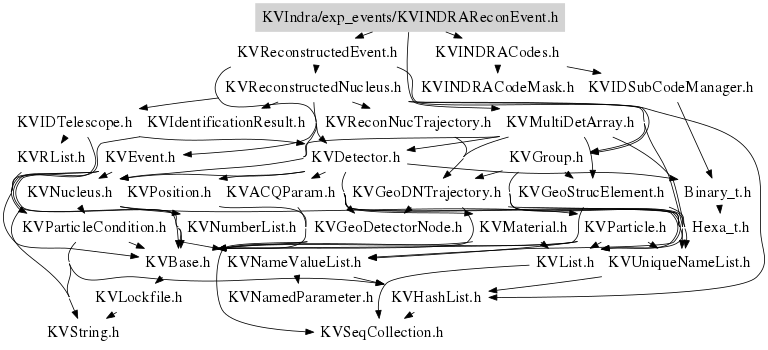 KVIndra/exp_events/KVINDRAReconEvent.h
KVReconstructedEvent.h KVINDRACodes.h
KVReconstructedNucleus.h KVINDRACodeMask.h KVIDSubCodeManager.h
KVIDTelescope.h KVIdentificationResult.h KVReconNucTrajectory.h KVMultiDetArray.h
KVRList.h KVEvent.h KVDetector.h KVGroup.h
KVNucleus.h KVPosition.h KVACQParam.h KVGeoDNTrajectory.h KVGeoStrucElement.h Binary_t.h
KVParticleCondition.h KVNumberList.h KVGeoDetectorNode.h KVMaterial.h KVParticle.h Hexa_t.h
KVBase.h KVNameValueList.h KVList.h KVUniqueNameList.h
KVLockfile.h KVNamedParameter.h KVHashList.h
KVString.h KVSeqCollection.h